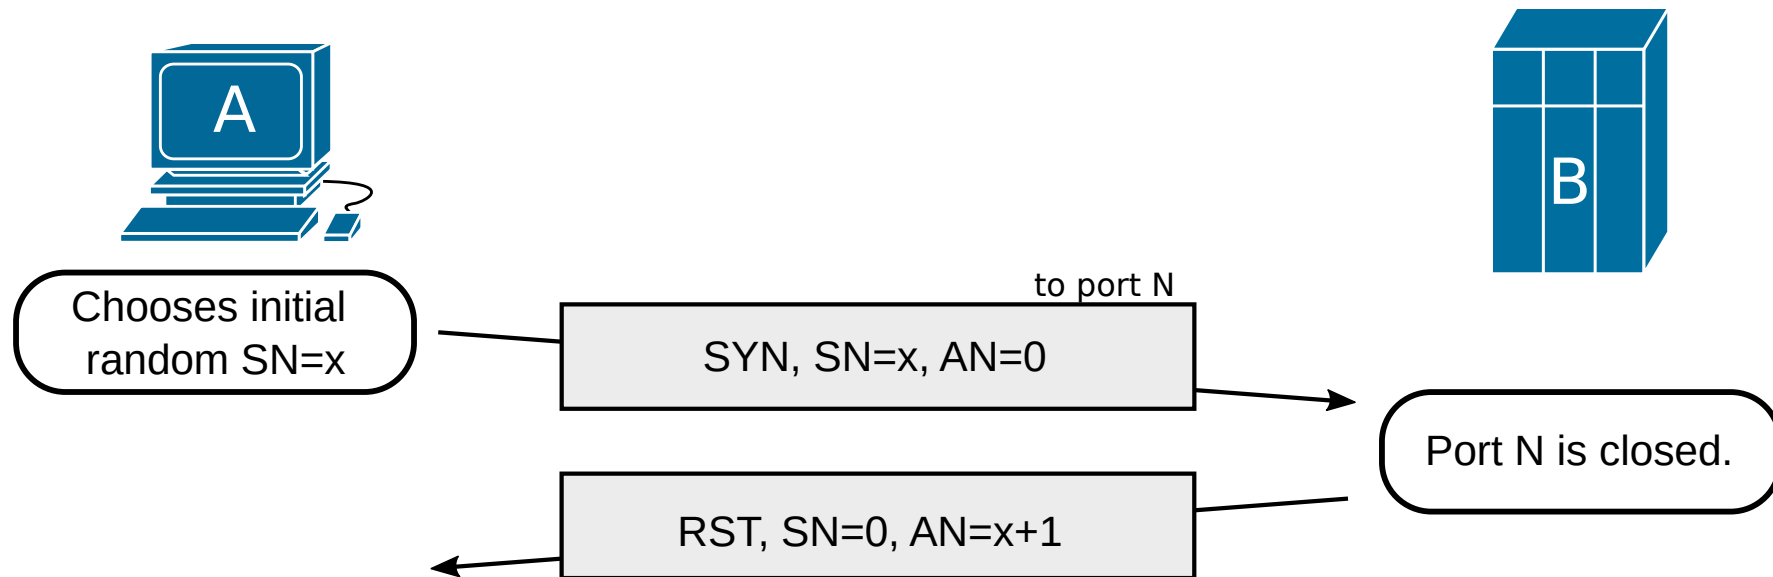 A
B
Chooses initial
random SN=x
to port N
SYN, SN=x, AN=0
Port N is closed.
RST, SN=0, AN=x+1